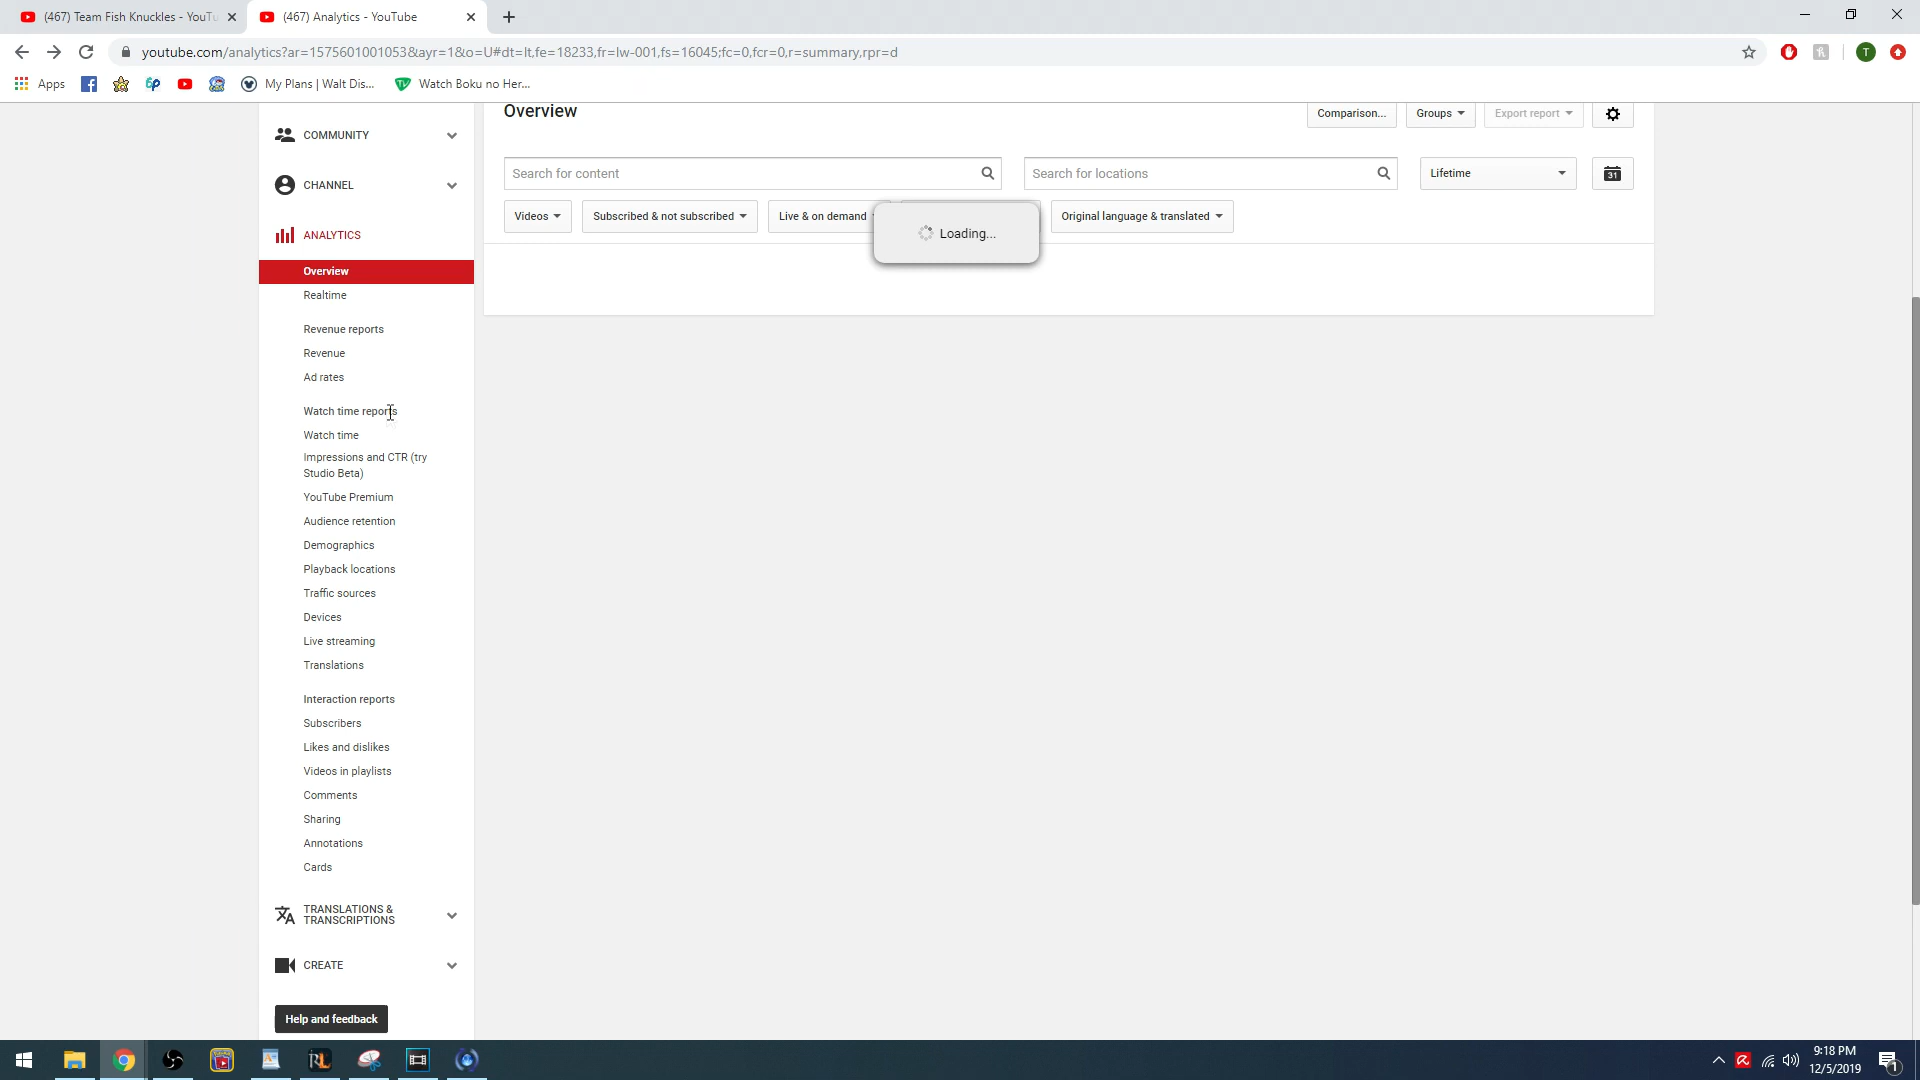 (467) Team Fish Knuckles - YouTu
(467) Analytics - YouTube
youtube.com/analytics?ar=1575601001053&ayr=1&o=U#dt=lt,fe=18233,fr=lw-001,fs=16045;fc=0,fcr=0,r=summary,rpr=d
T
Apps
My Plans | Walt Dis...
Watch Boku no Her...
Overview
Comparison...
Groups
Export report
COMMUNITY
CHANNEL
ANALYTICS
Overview
Realtime
Revenue reports
Revenue
Ad rates
Watch time reports
Watch time
Impressions and CTR (try
Studio Beta)
YouTube Premium
Audience retention
Demographics
Playback locations
Traffic sources
Devices
Live streaming
Translations
Interaction reports
Subscribers
Likes and dislikes
Videos in playlists
Comments
Sharing
Annotations
Cards
TRANSLATIONS &
TRANSCRIPTIONS
CREATE
Help and feedback
Search for content
Search for locations
Lifetime
31
Videos
Subscribed & not subscribed
Live & on demand
Original language & translated
Loading...
9:18 PM
12/5/2019
1